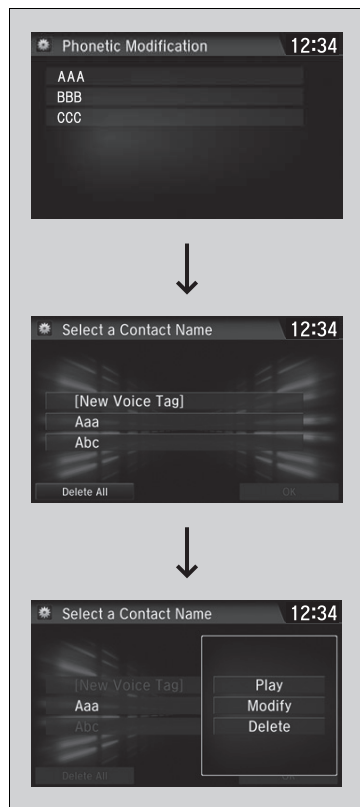 Phonetic Modification 12:34
AAA
BBB
CCC
Select a Contact Name 12:34
[New Voice Tag]
Aaa
Abc
Delete All OK
Select a Contact Name 12:34
[New Voice Tag] Play
Aaa Modify
Abc Delete
Delete All OK